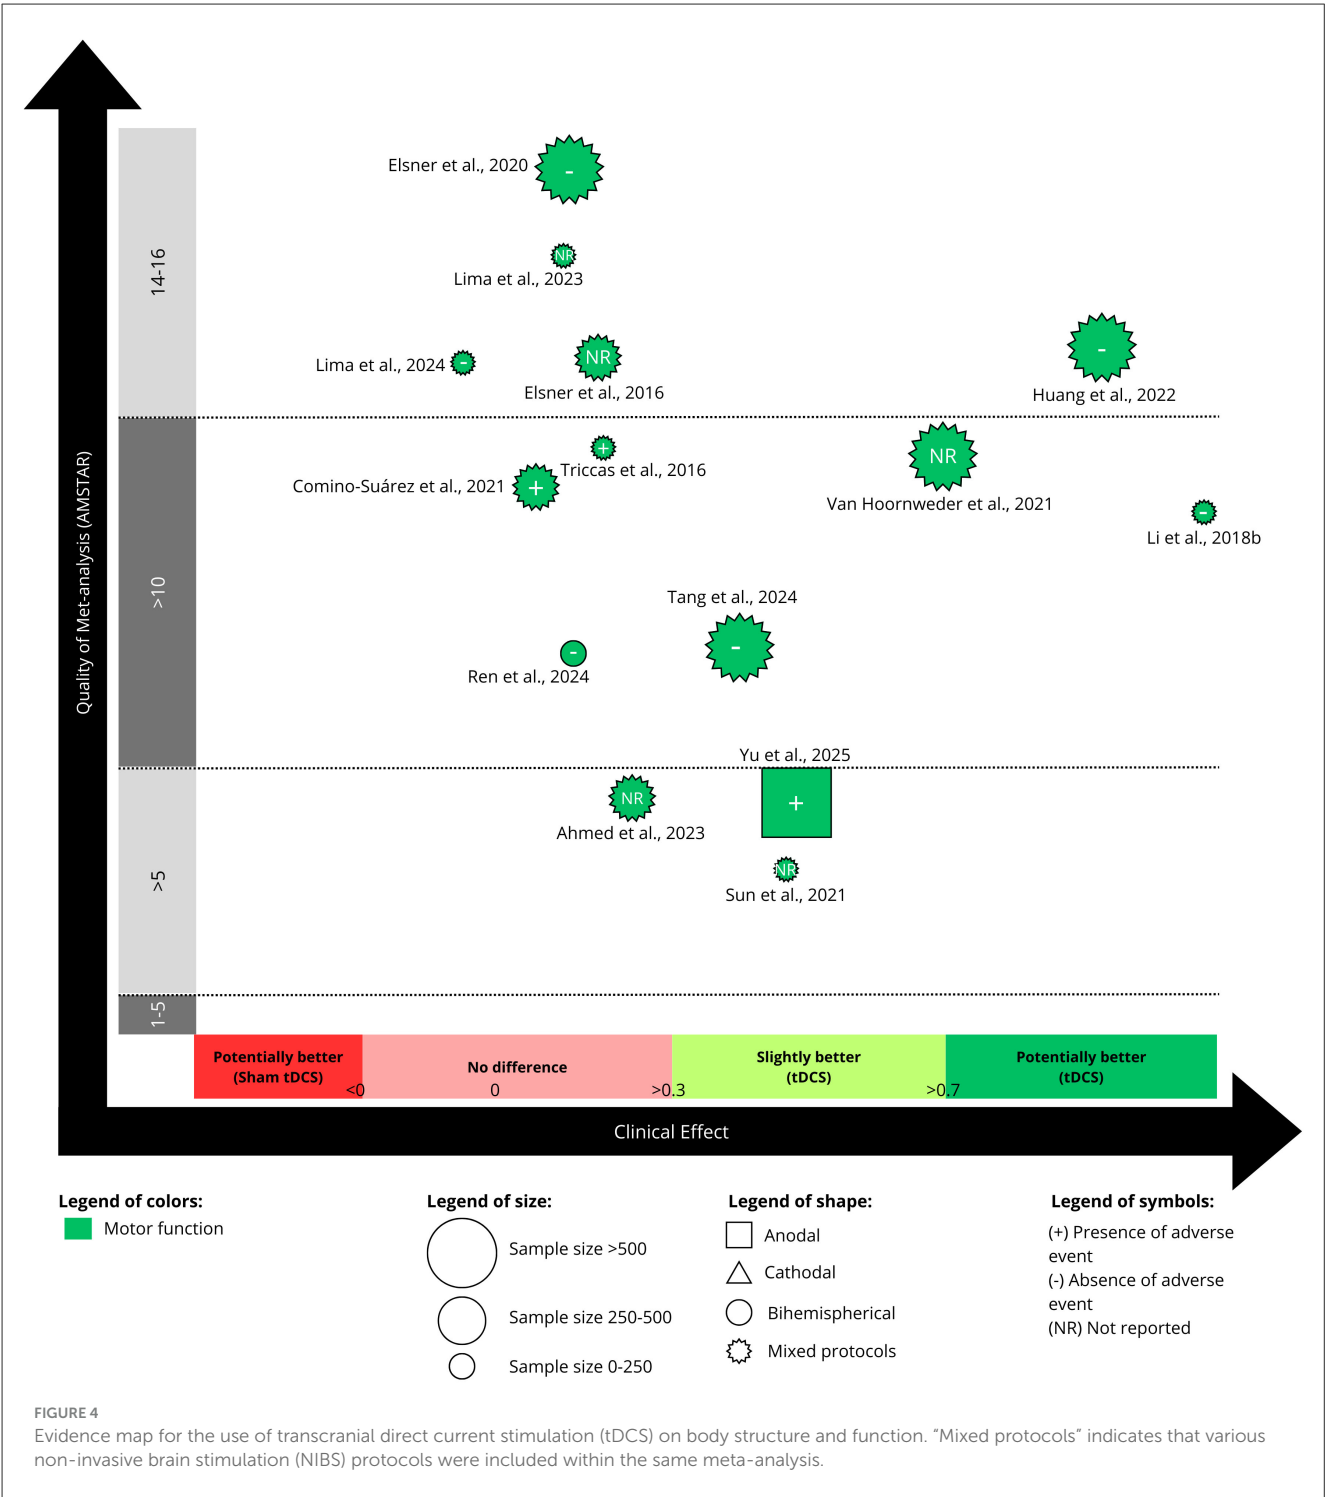 Elsner et al., 2020
-
NR
Lima et al., 2023
14-16
Lima et al., 2024
-
NR
Elsner et al., 2016
-
Huang et al., 2022
+
Triccas et al., 2016
Comino-Suárez et al., 2021
+
NR
Van Hoornweder et al., 2021
-
Li et al., 2018b
Quality of Met-analysis (AMSTAR)
>10
Tang et al., 2024
-
-
Ren et al., 2024
Yu et al., 2025
NR
+
Ahmed et al., 2023
NR
Sun et al., 2021
>5
1-5
Potentially better
(Sham tDCS)
<0
No difference
0
>0.3
Slightly better
(tDCS)
>0.7
Potentially better
(tDCS)
Clinical Effect
Legend of colors:
Motor function
Legend of size:
Sample size >500
Sample size 250-500
Sample size 0-250
Legend of shape:
Anodal
Cathodal
Bihemispherical
Mixed protocols
Legend of symbols:
(+) Presence of adverse
event
(-) Absence of adverse
event
(NR) Not reported
FIGURE 4
Evidence map for the use of transcranial direct current stimulation (tDCS) on body structure and function. “Mixed protocols” indicates that various
non-invasive brain stimulation (NIBS) protocols were included within the same meta-analysis.